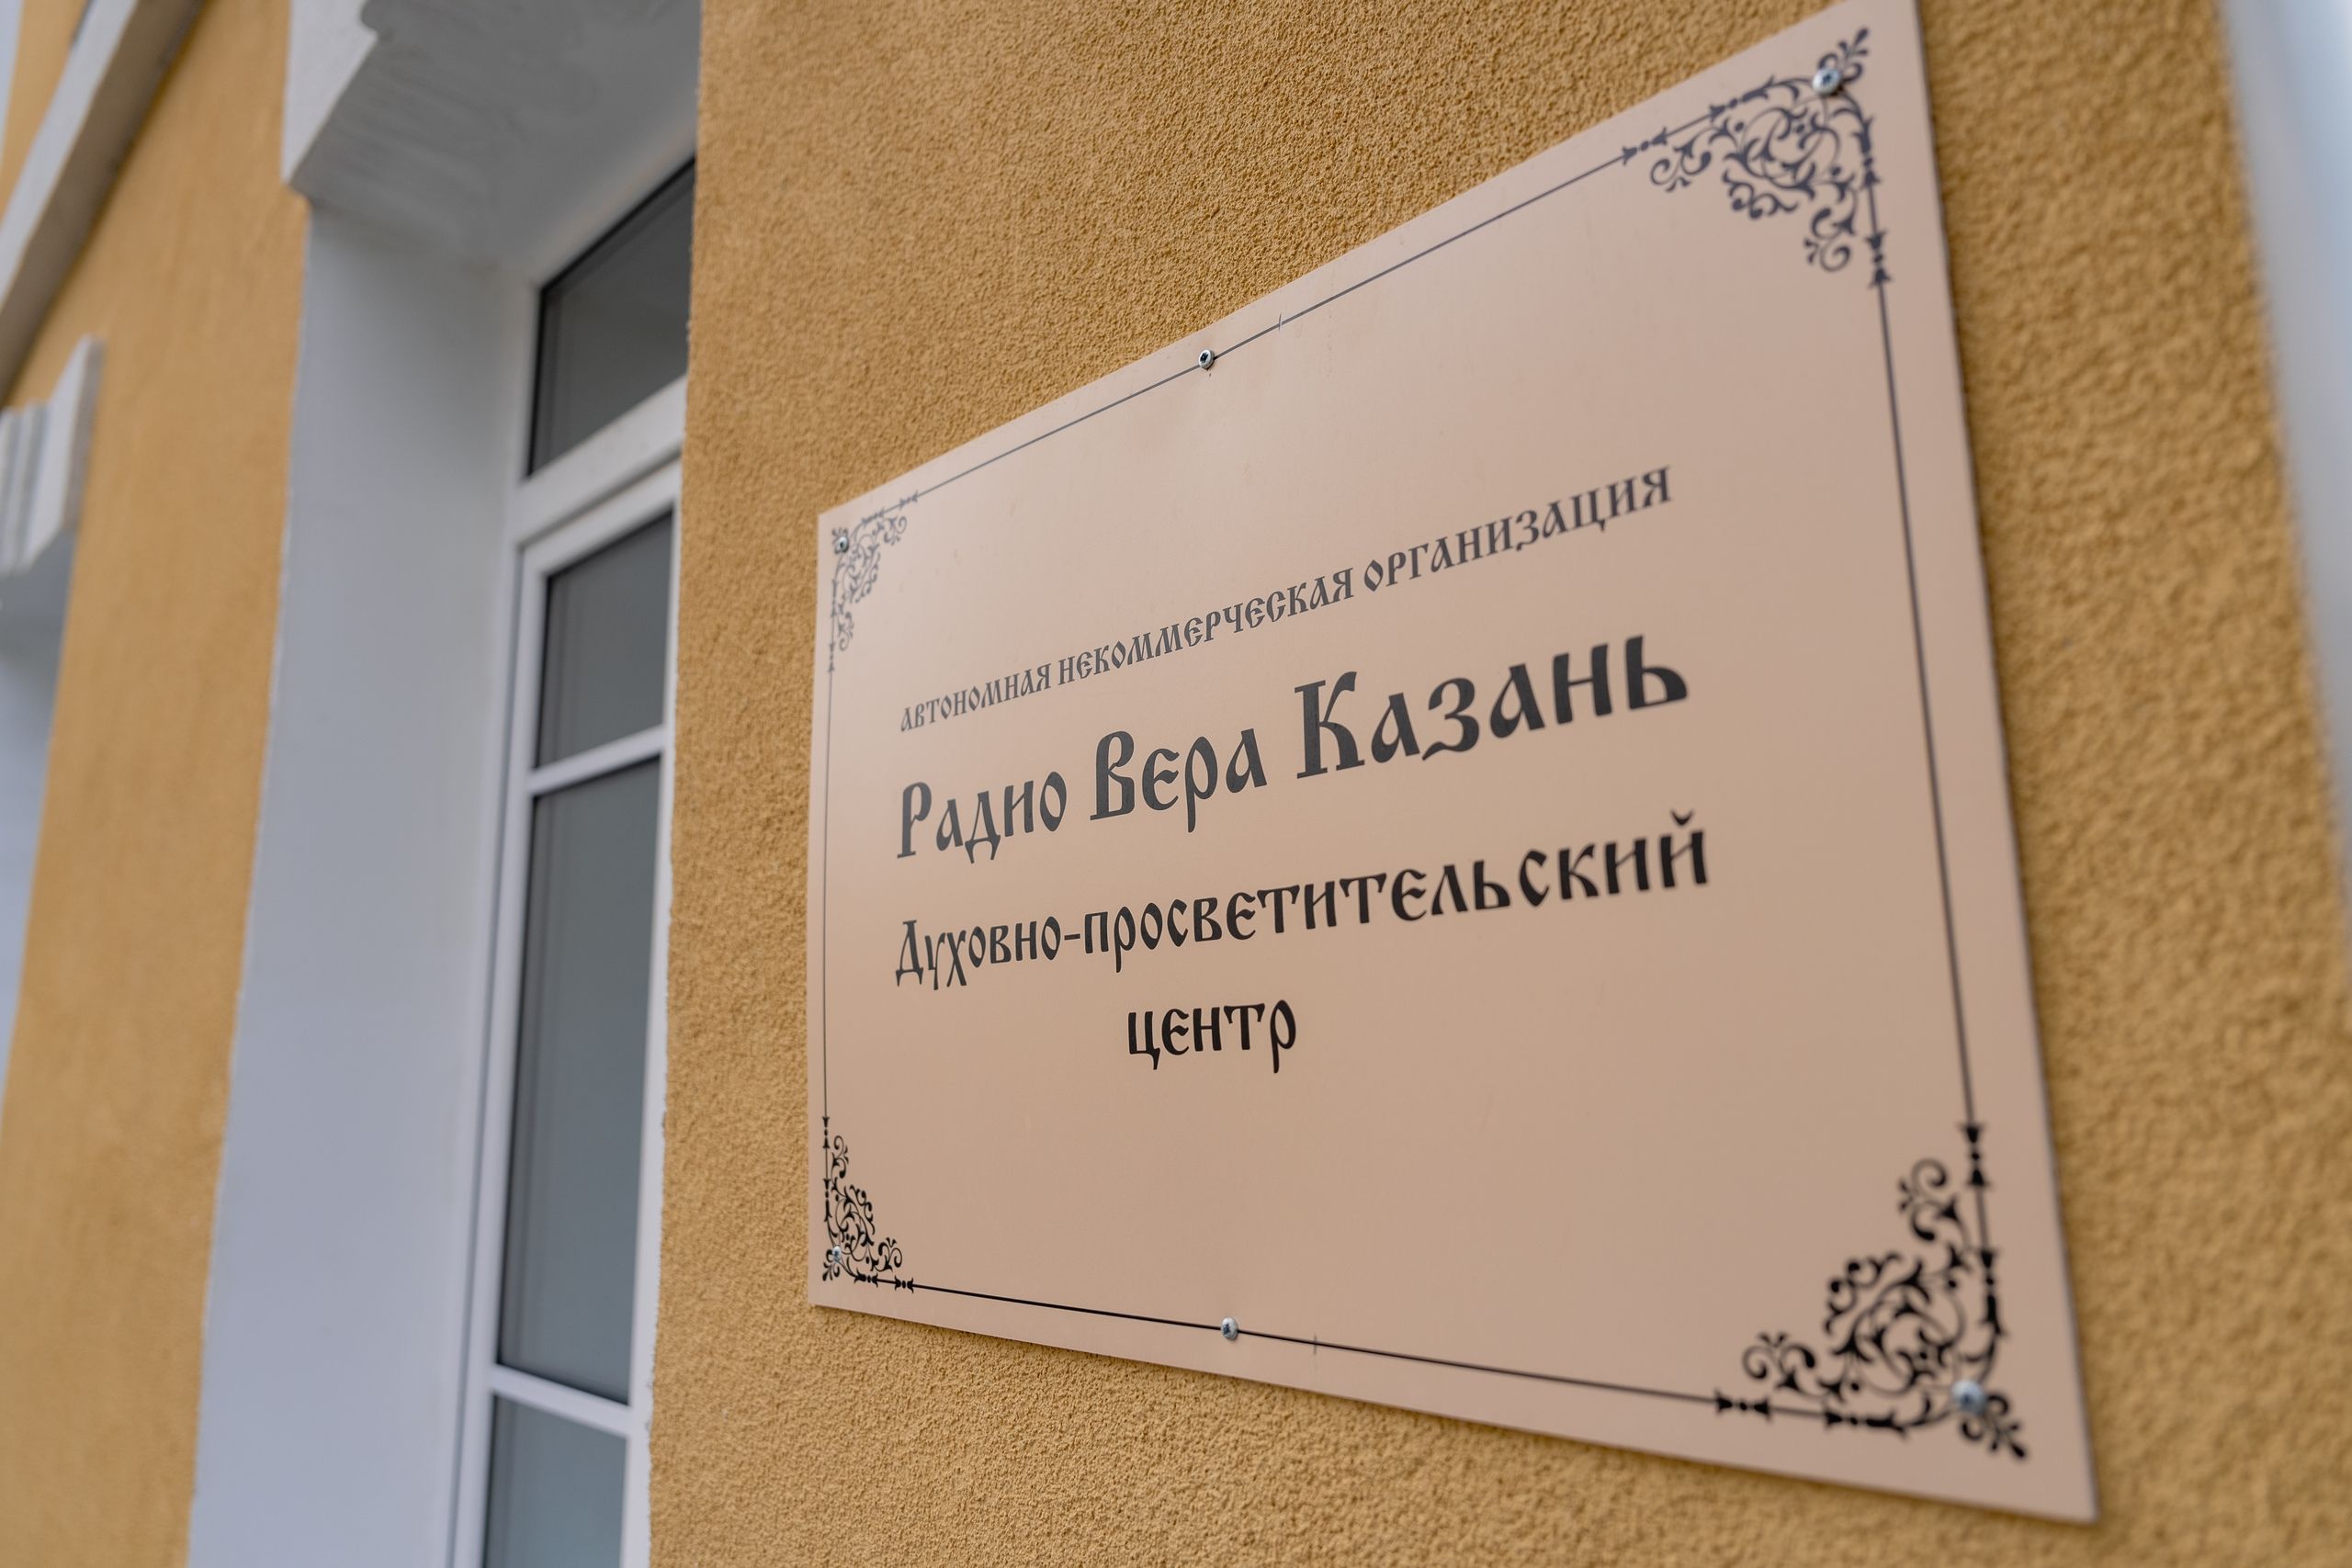 АВТОНОМНАЯ НЕКОММЕРЧЕСКАЯ ОРГАНИЗАЦИЯ
Радио Вера Казань
Духовно-просветительский
центр